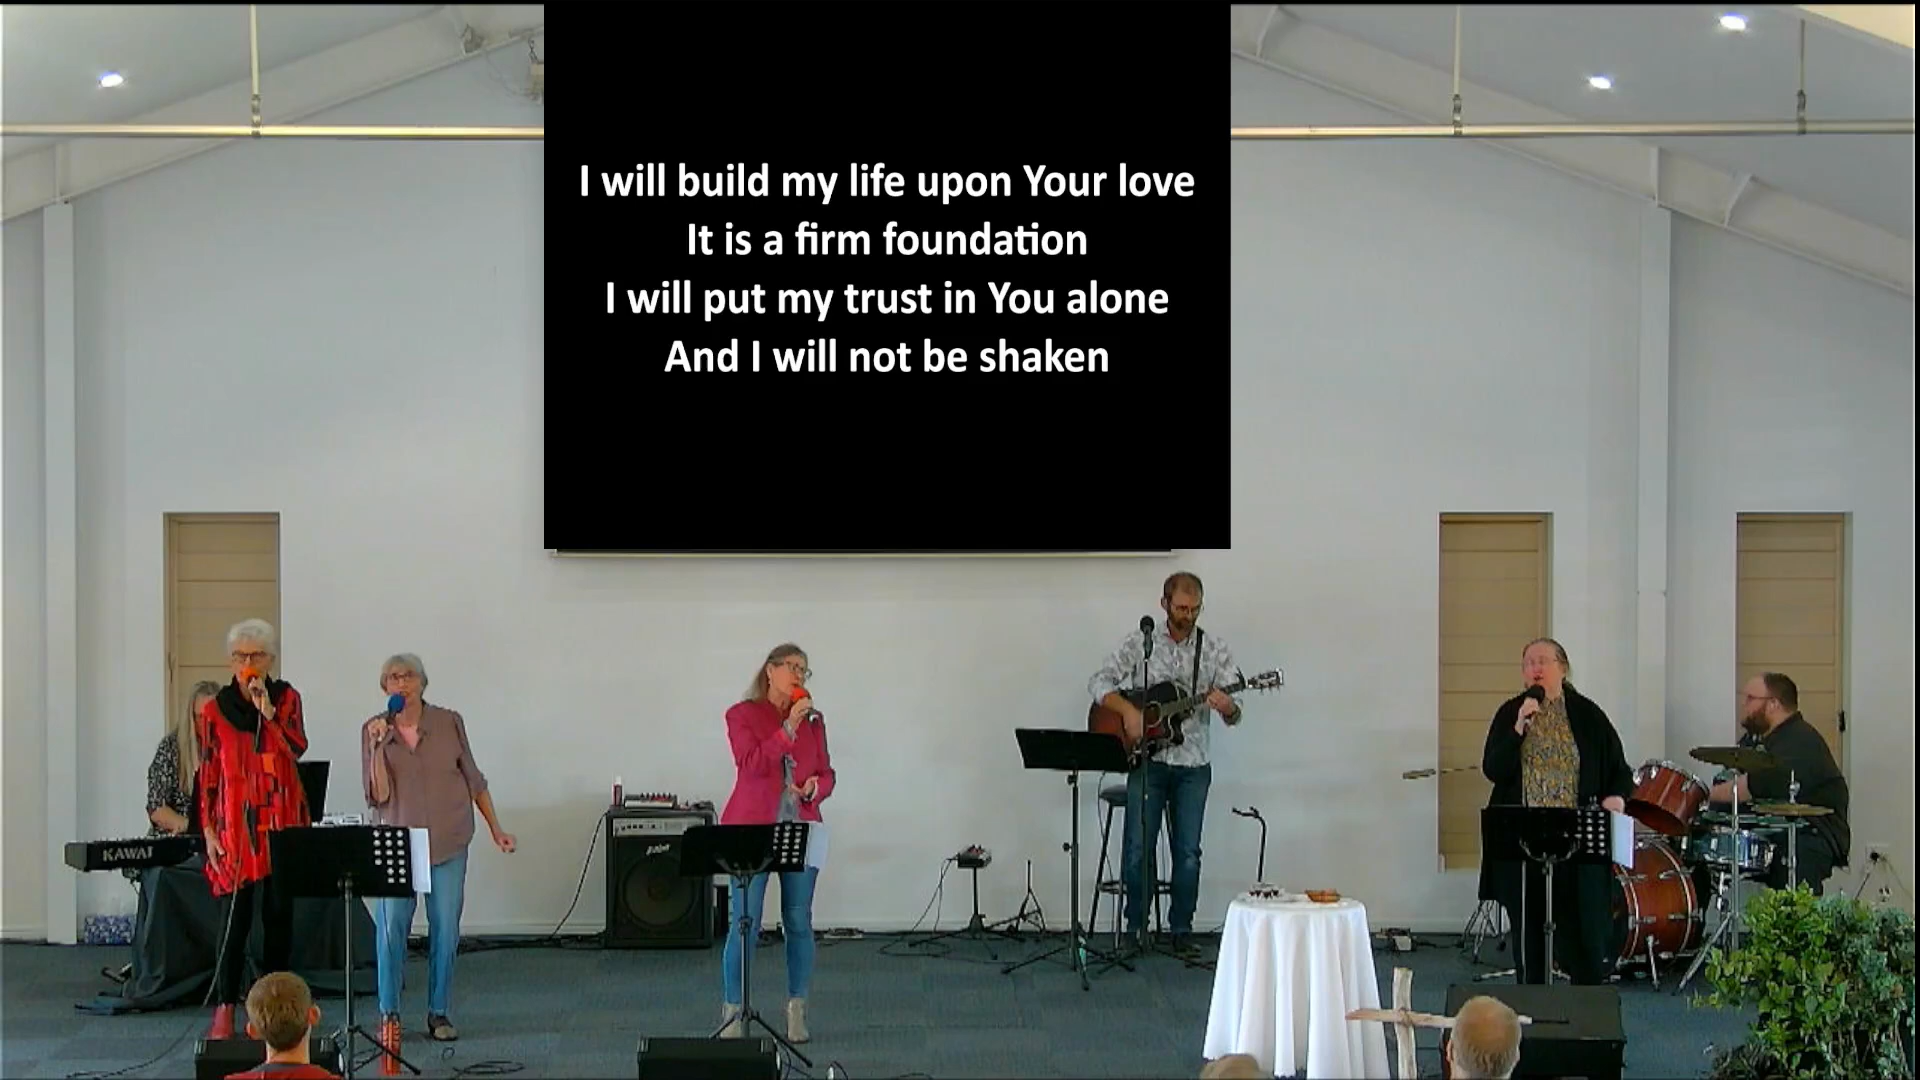 I will build my life upon Your love
It is a firm foundation
I will put my trust in You alone
And I will not be shaken
KAWAI